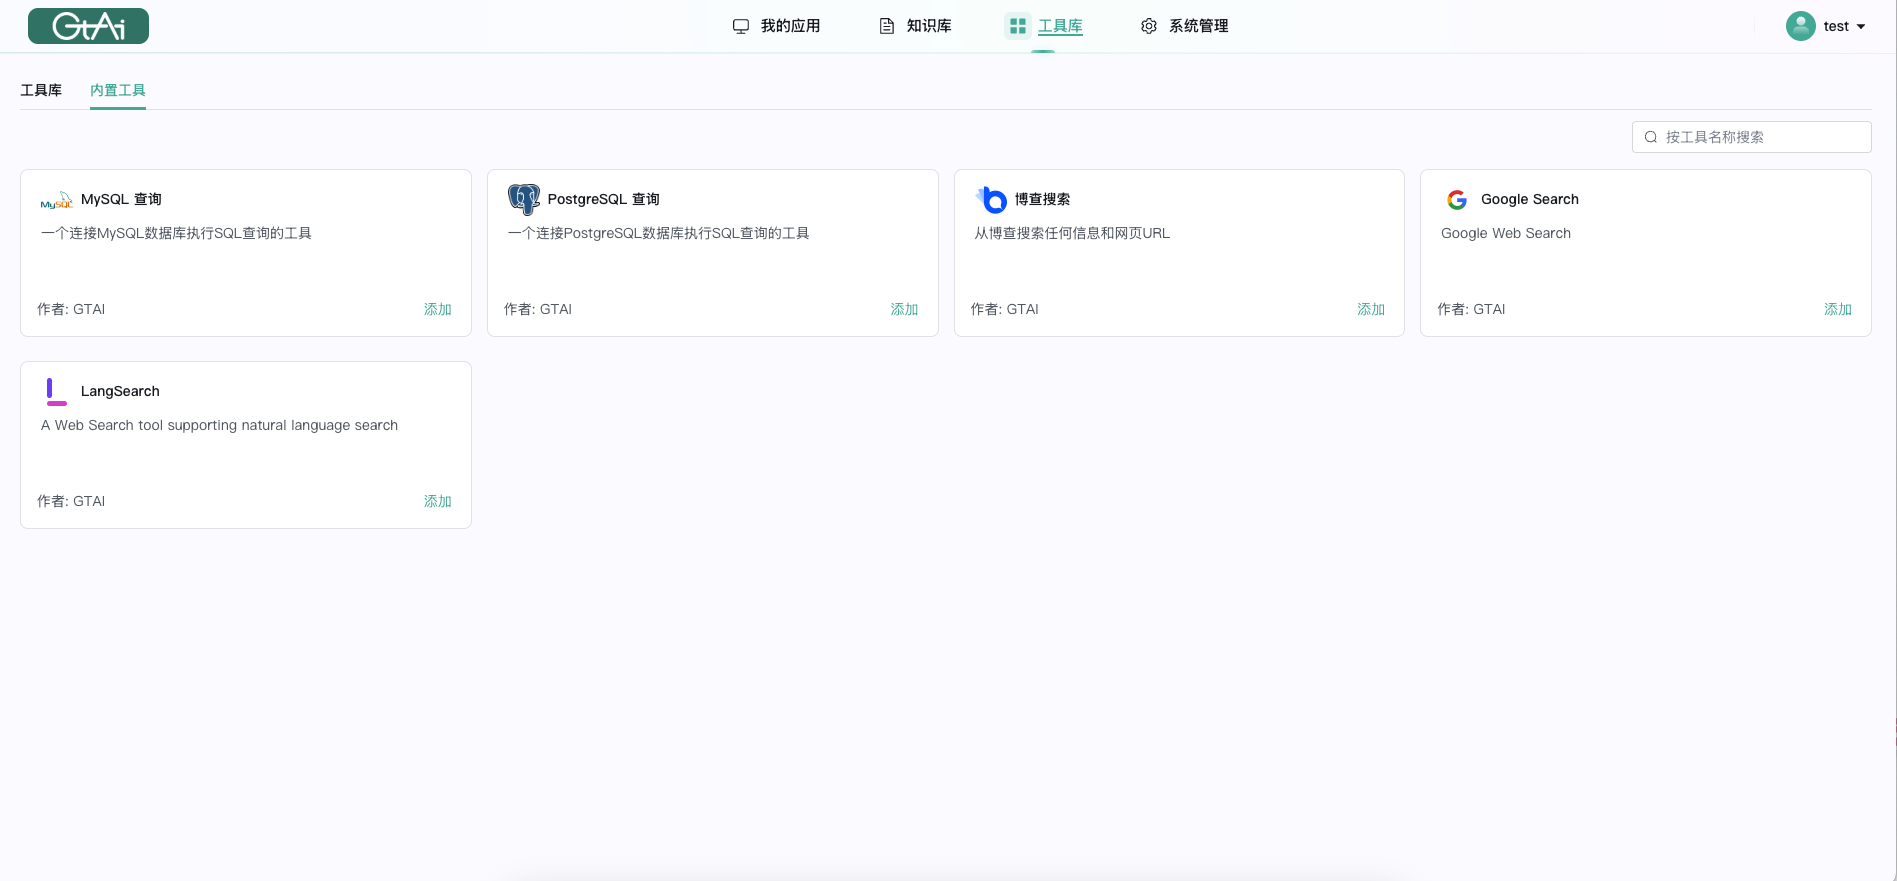 GtAi
我的应用
知识库
工具库
系统管理
test
工具库
内置工具
按工具名称搜索
MySQL
MySQL 查询
一个连接MySQL数据库执行SQL查询的工具
作者: GTAI
添加
PostgreSQL 查询
一个连接PostgreSQL数据库执行SQL查询的工具
作者: GTAI
添加
博查搜索
从博查搜索任何信息和网页URL
作者: GTAI
添加
Google Search
Google Web Search
作者: GTAI
添加
LangSearch
A Web Search tool supporting natural language search
作者: GTAI
添加